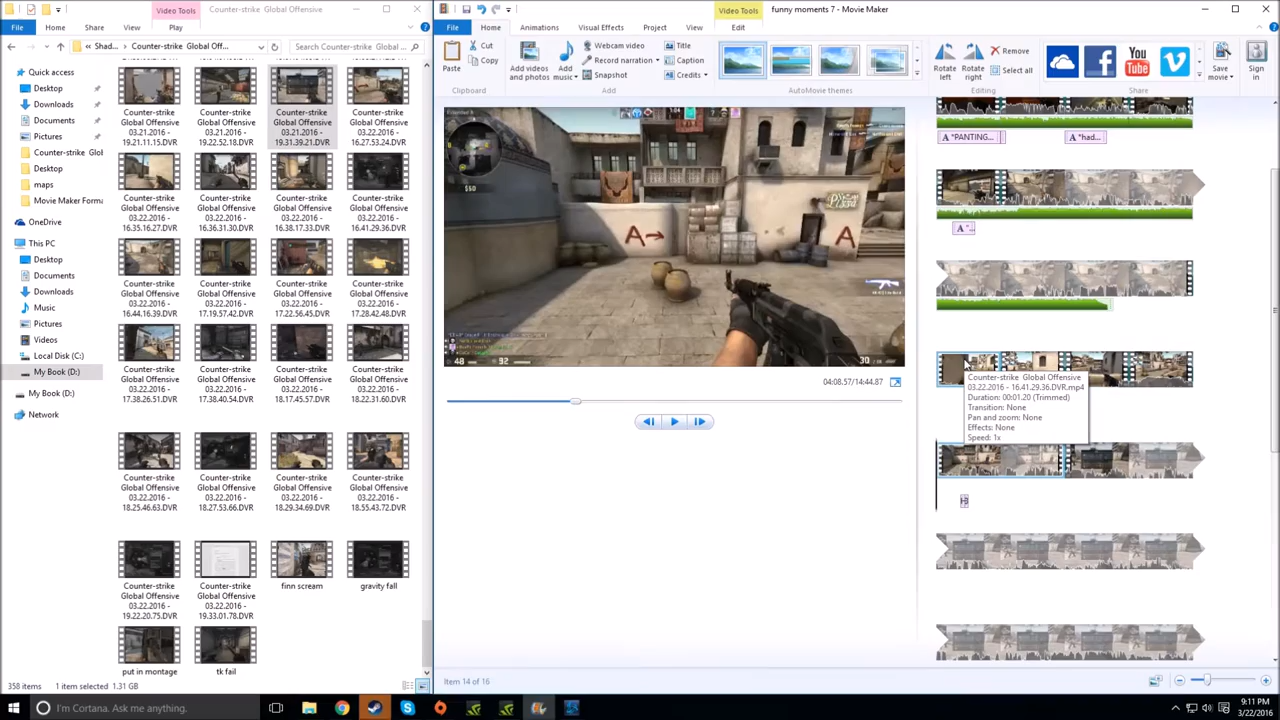 Video Tools
Counter-strike Global Offensive
File
Home
Share
View
Play
Shad...
Counter-strike Global Off...
Search Counter-strike Global ...
Quick access
Desktop
Downloads
Documents
Pictures
Counter-strike Glob
Desktop
maps
Movie Maker Forma
OneDrive
This PC
Desktop
Documents
Downloads
Music
Pictures
Videos
Local Disk (C:)
My Book (D:)
My Book (D:)
Network
Counter-strike Global Offensive 03.21.2016 - 19.11.11.15.DVR
Counter-strike Global Offensive 03.21.2016 - 19.22.52.18.DVR
Counter-strike Global Offensive 03.21.2016 - 19.31.39.21.DVR
Counter-strike Global Offensive 03.22.2016 - 16.27.53.24.DVR
Counter-strike Global Offensive 03.22.2016 - 16.35.16.27.DVR
Counter-strike Global Offensive 03.22.2016 - 16.36.31.30.DVR
Counter-strike Global Offensive 03.22.2016 - 16.38.17.33.DVR
Counter-strike Global Offensive 03.22.2016 - 16.41.29.36.DVR
Counter-strike Global Offensive 03.22.2016 - 16.44.16.39.DVR
Counter-strike Global Offensive 03.22.2016 - 17.19.57.42.DVR
Counter-strike Global Offensive 03.22.2016 - 17.22.56.45.DVR
Counter-strike Global Offensive 03.22.2016 - 17.28.42.48.DVR
Counter-strike Global Offensive 03.22.2016 - 17.38.26.51.DVR
Counter-strike Global Offensive 03.22.2016 - 17.38.40.54.DVR
Counter-strike Global Offensive 03.22.2016 - 17.46.34.57.DVR
Counter-strike Global Offensive 03.22.2016 - 18.13.21.60.DVR
Counter-strike Global Offensive 03.22.2016 - 18.25.46.63.DVR
Counter-strike Global Offensive 03.22.2016 - 18.27.53.66.DVR
Counter-strike Global Offensive 03.22.2016 - 18.29.34.69.DVR
Counter-strike Global Offensive 03.22.2016 - 18.55.43.72.DVR
Counter-strike Global Offensive 03.22.2016 - 19.22.20.75.DVR
Counter-strike Global Offensive 03.22.2016 - 19.33.01.78.DVR
finn scream
gravity fall
put in montage
tk fail
358 items 1 item selected 1.31 GB
Video Tools
funny moments 7 - Movie Maker
File
Home
Animations
Visual Effects
Project
View
Edit
Paste
Cut
Copy
Clipboard
Add videos and photos
Add music
Webcam video
Record narration
Snapshot
Title
Caption
Credits
Add
AutoMovie themes
Rotate left
Rotate right
Remove
Select all
Editing
You Tube
Share
Save movie
Sign in
$50
A→
A
Pizza
48
92
30
04:08.57/14:44.87
A *PANTING...
A *had...
A *...
Counter-strike Global Offensive
03.22.2016 - 16.41.29.36.DVR.mp4
Duration: 00:01.20 (Trimmed)
Transition: None
Pan and zoom: None
Effects: None
Speed: 1x
Item 14 of 16
I'm Cortana. Ask me anything.
9:11 PM
3/22/2016